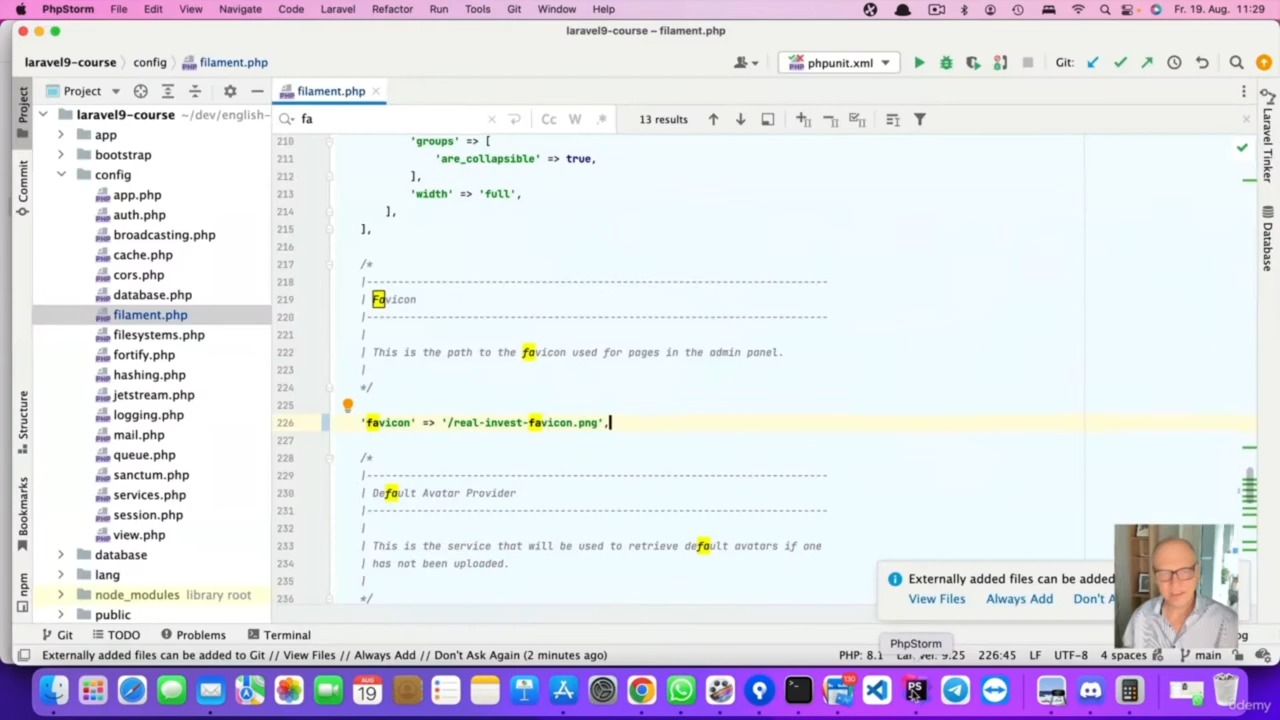 PhpStorm File Edit View Navigate Code Laravel Refactor Run Tools Git Window Help Fr. 19. Aug. 11:29
laravel9-course – filament.php
laravel9-course config filament.php phpunit.xml Git:
Project filament.php
fa Cc W .* 13 results
Project
Commit
Structure
Bookmarks
npm
laravel9-course ~/dev/english-
app
bootstrap
config
app.php
auth.php
broadcasting.php
cache.php
cors.php
database.php
filament.php
filesystems.php
fortify.php
hashing.php
jetstream.php
logging.php
mail.php
queue.php
sanctum.php
services.php
session.php
view.php
database
lang
node_modules library root
public
210 'groups' => [
211 'are_collapsible' => true,
212 ],
213 'width' => 'full',
214 ],
215 ],
216
217 /*
218 |--------------------------------------------------------------------------
219 | Favicon
220 |--------------------------------------------------------------------------
221 |
222 | This is the path to the favicon used for pages in the admin panel.
223 |
224 */
225
226 'favicon' => '/real-invest-favicon.png',
227
228 /*
229 |--------------------------------------------------------------------------
230 | Default Avatar Provider
231 |--------------------------------------------------------------------------
232 |
233 | This is the service that will be used to retrieve default avatars if one
234 | has not been uploaded.
235 |
236 */
Laravel Tinker
Database
Externally added files can be added
View Files Always Add Don't A
PhpStorm
Git TODO Problems Terminal
Externally added files can be added to Git // View Files // Always Add // Don't Ask Again (2 minutes ago) PHP: 8.1 226:45 LF UTF-8 4 spaces main
AUG
19
130
PS
udemy